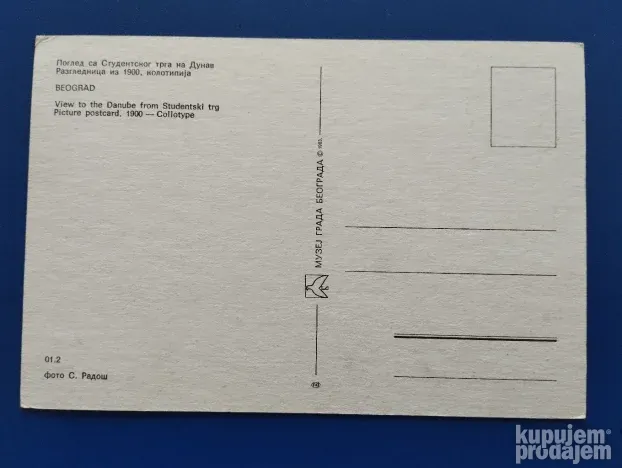 Поглед са Студентског трга на Дунав
Разгледница из 1900, колотипија
BEOGRAD
View to the Danube from Studentski trg
Picture postcard, 1900 — Collotype
МУЗЕЈ ГРАДА БЕОГРАДА ©
01.2
фото С. Радош
kupujem
prodajem